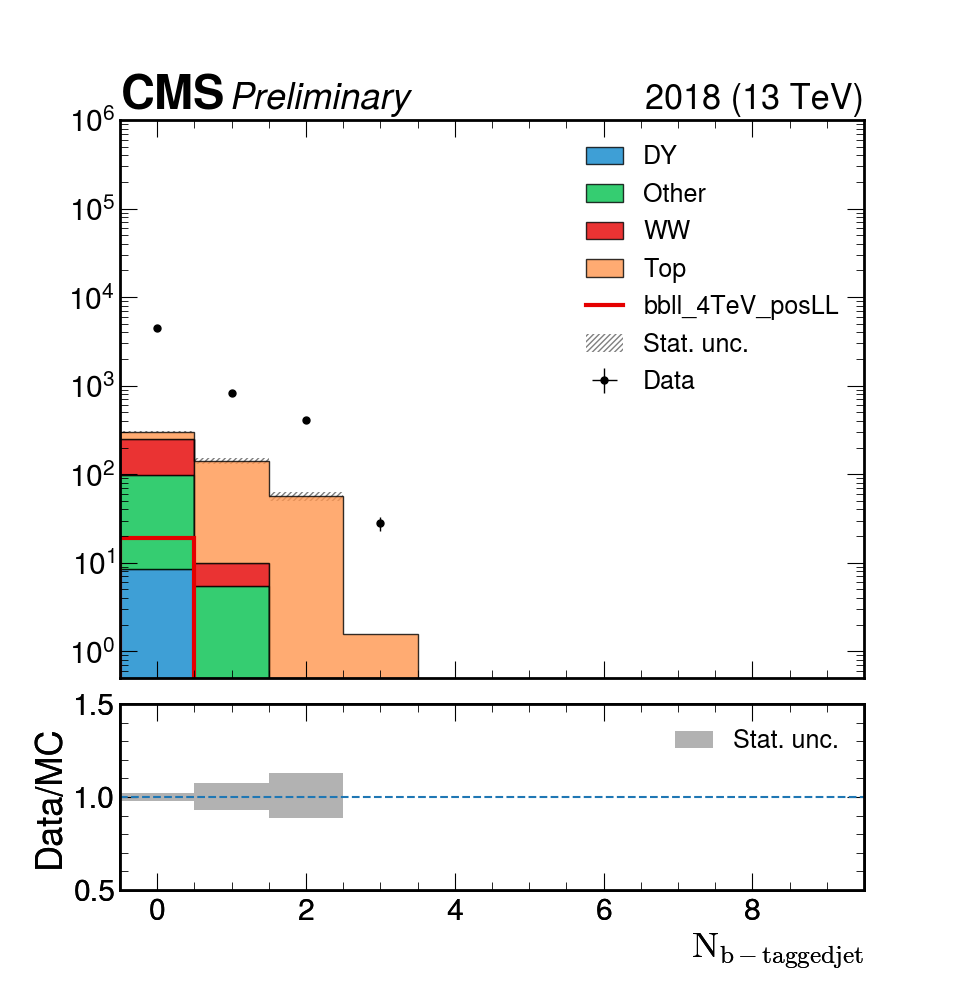 CMS Preliminary 2018 (13 TeV)
10^6
10^5
10^4
10^3
10^2
10^1
10^0
DY
Other
WW
Top
bbll_4TeV_posLL
Stat. unc.
Data
1.5
1.0
0.5
Data/MC
Stat. unc.
0 2 4 6 8
N_{b-taggedjet}